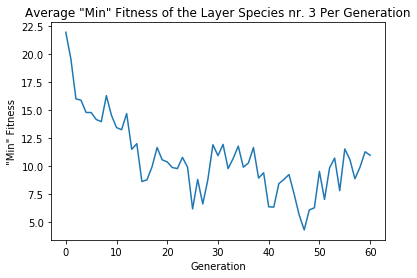 Average "Min" Fitness of the Layer Species nr. 3 Per Generation
22.5
20.0
17.5
15.0
12.5
10.0
7.5
5.0
"Min" Fitness
0 10 20 30 40 50 60
Generation